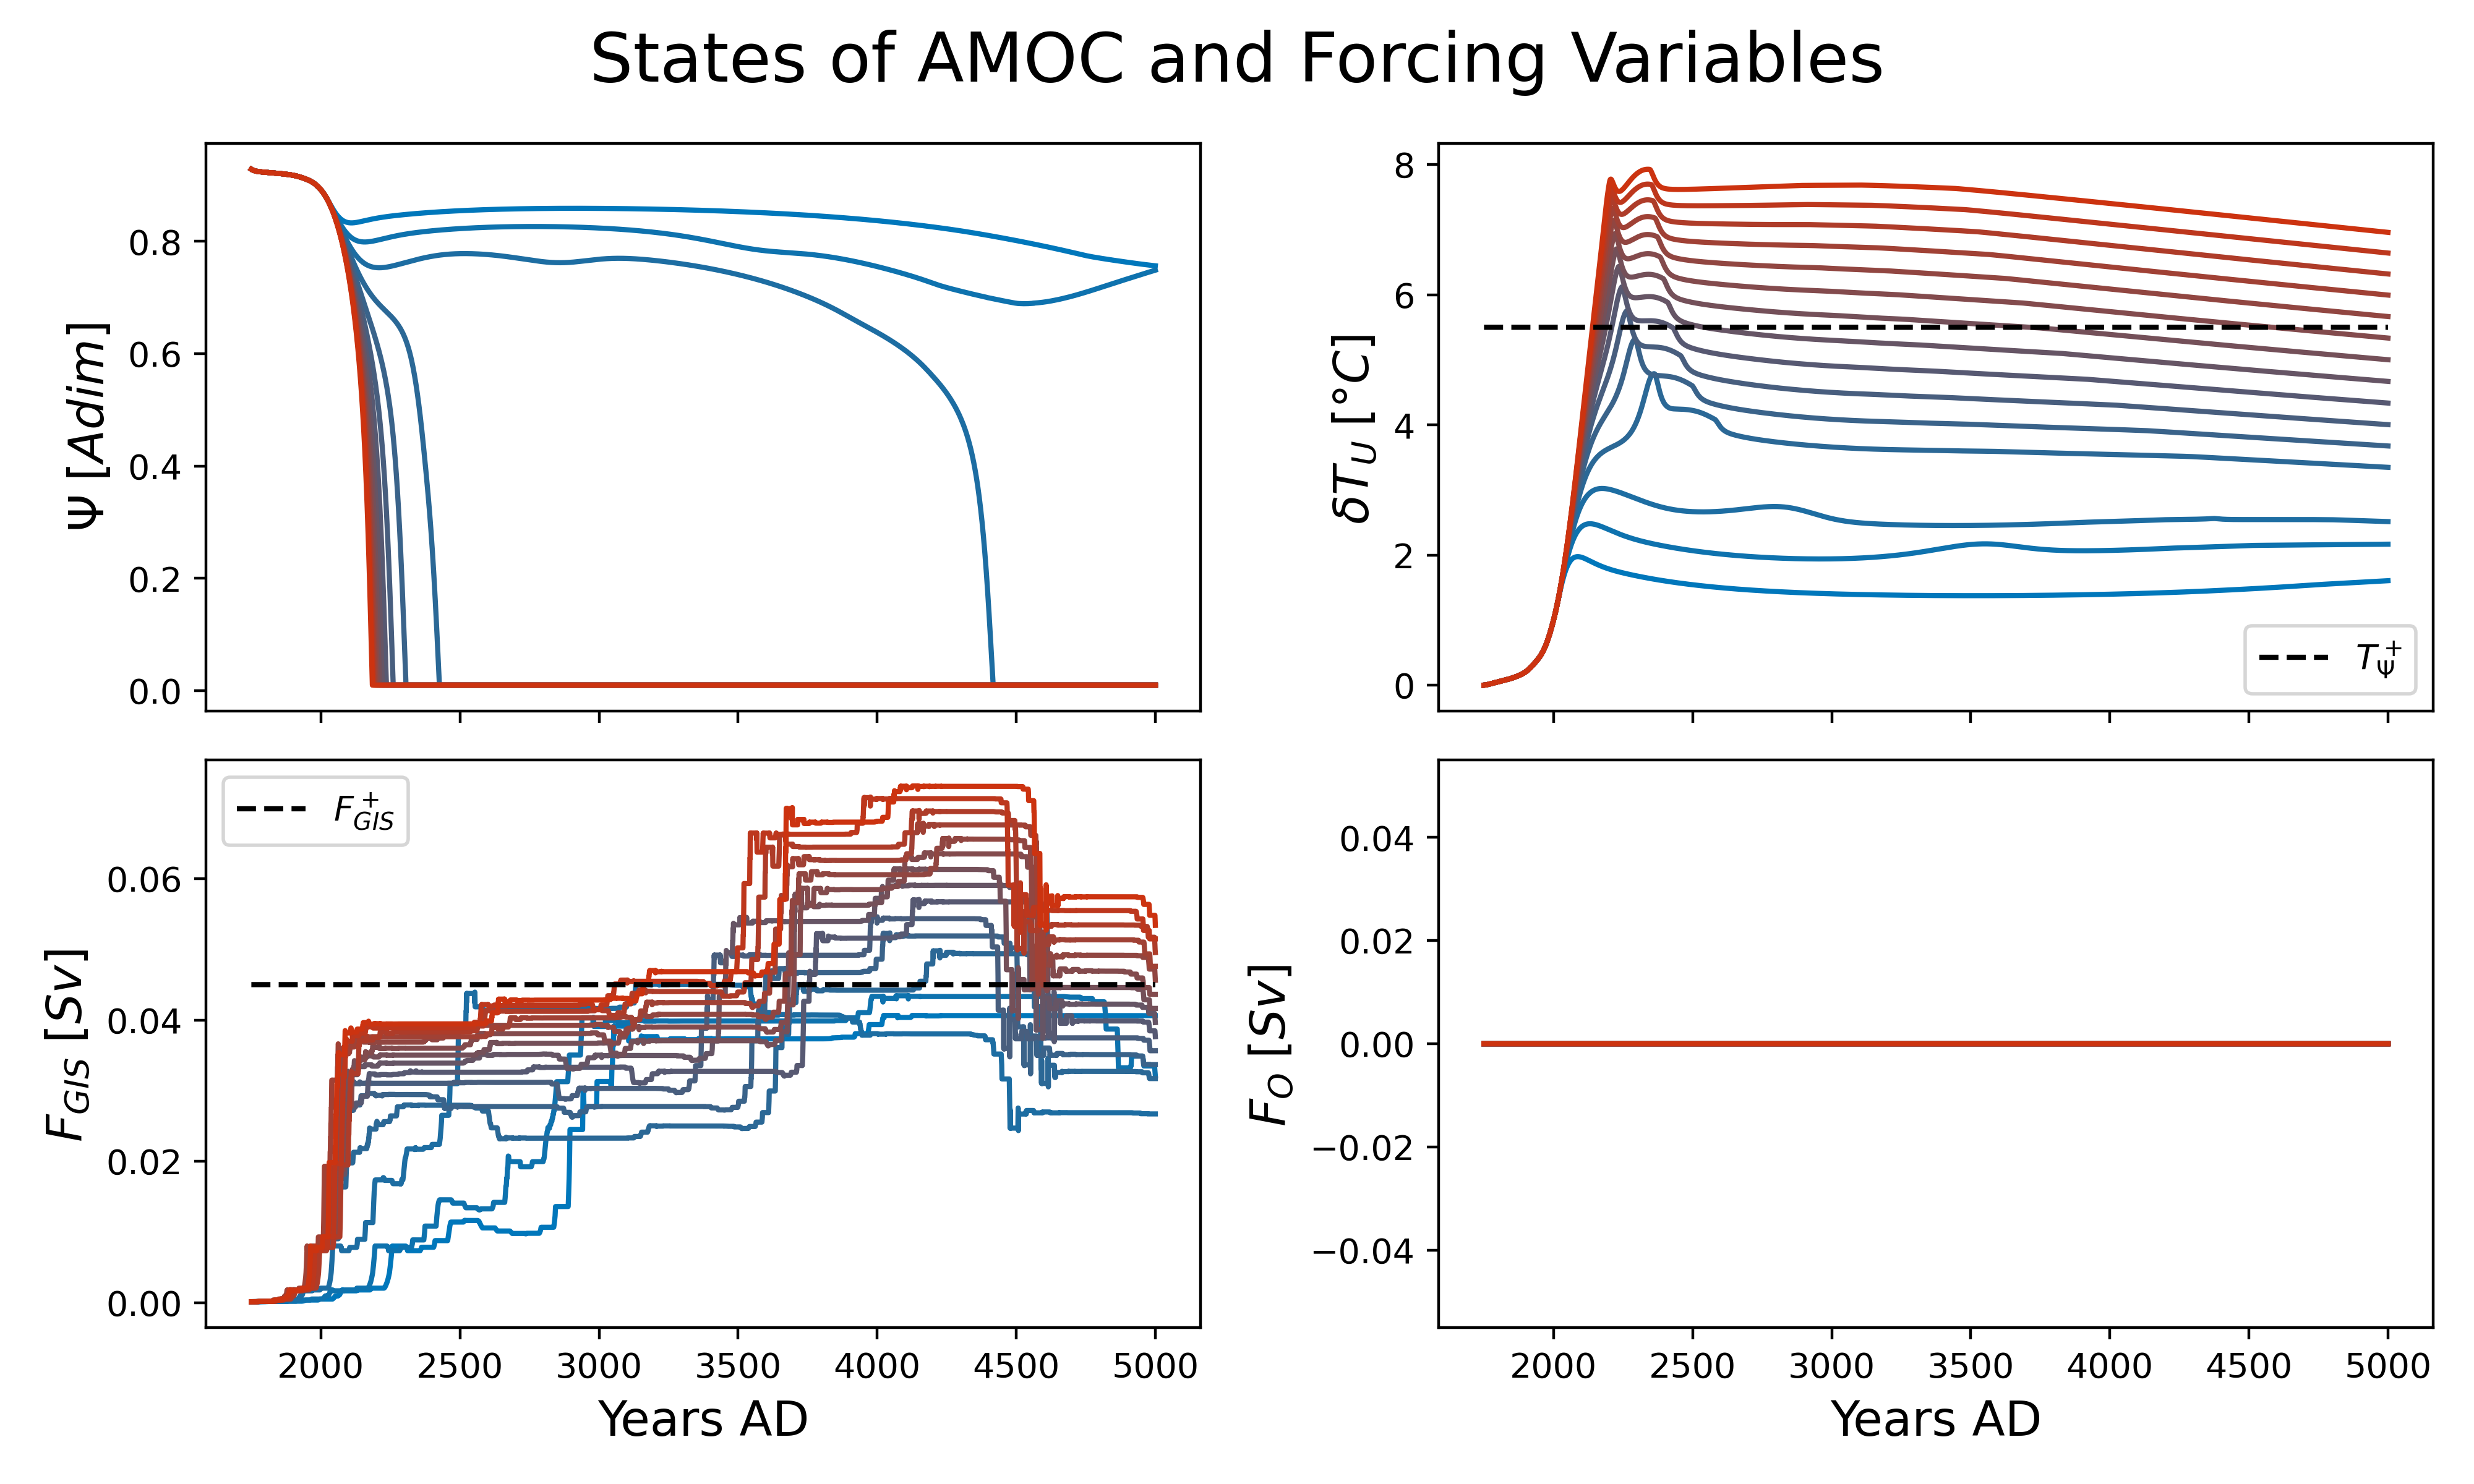 States of AMOC and Forcing Variables
Ψ [Adim]
0.8
0.6
0.4
0.2
0.0
δT_U [°C]
8
6
4
2
0
T_Ψ^+
F_GIS [Sv]
0.06
0.04
0.02
0.00
F_GIS^+
2000 2500 3000 3500 4000 4500 5000
Years AD
F_O [Sv]
0.04
0.02
0.00
−0.02
−0.04
2000 2500 3000 3500 4000 4500 5000
Years AD